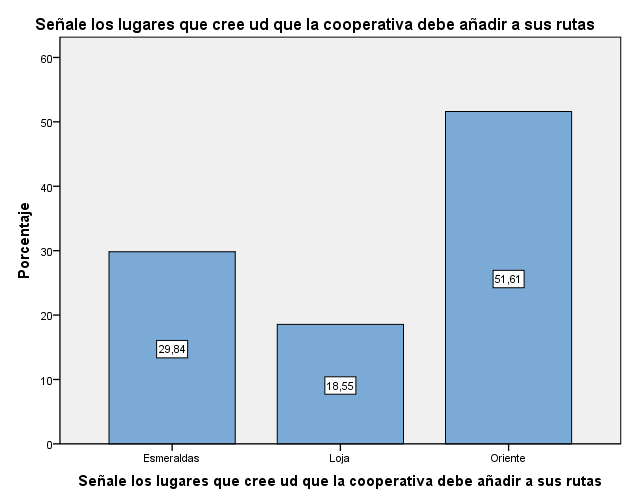 Señale los lugares que cree ud que la cooperativa debe añadir a sus rutas
Porcentaje
60
50
40
30
20
10
0
29,84
18,55
51,61
Esmeraldas
Loja
Oriente
Señale los lugares que cree ud que la cooperativa debe añadir a sus rutas